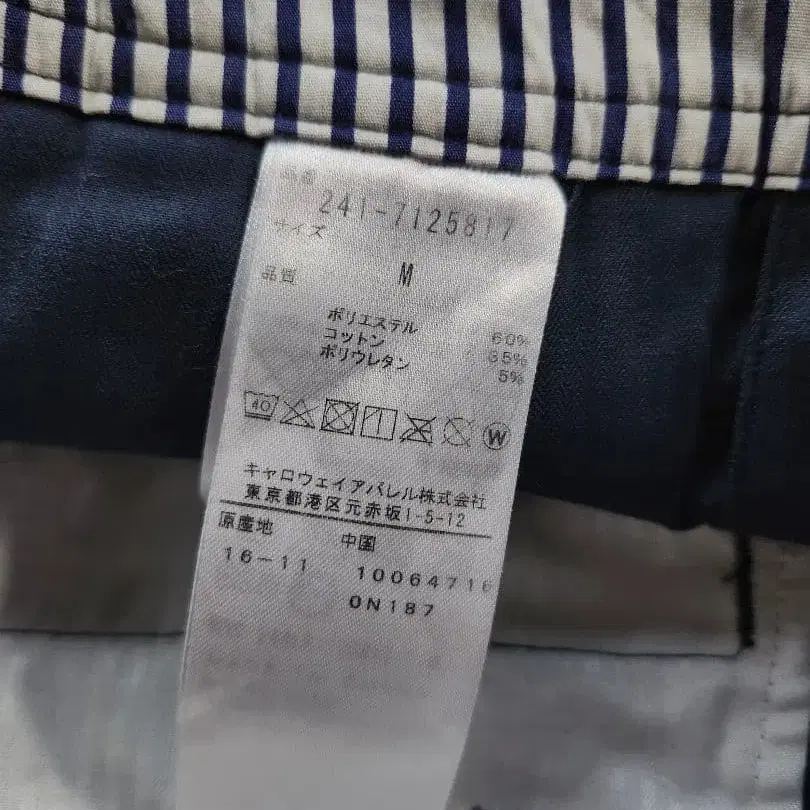 品番
241-7125817
サイズ
M
品質
ポリエステル 60%
コットン 35%
ポリウレタン 5%
40
W
キャロウェイアパレル株式会社
東京都港区元赤坂1-5-12
原産地 中国
16-11 10064716
0N187